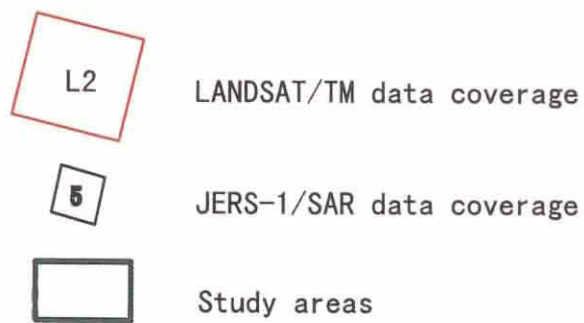 L2 LANDSAT/TM data coverage
5 JERS-1/SAR data coverage
Study areas